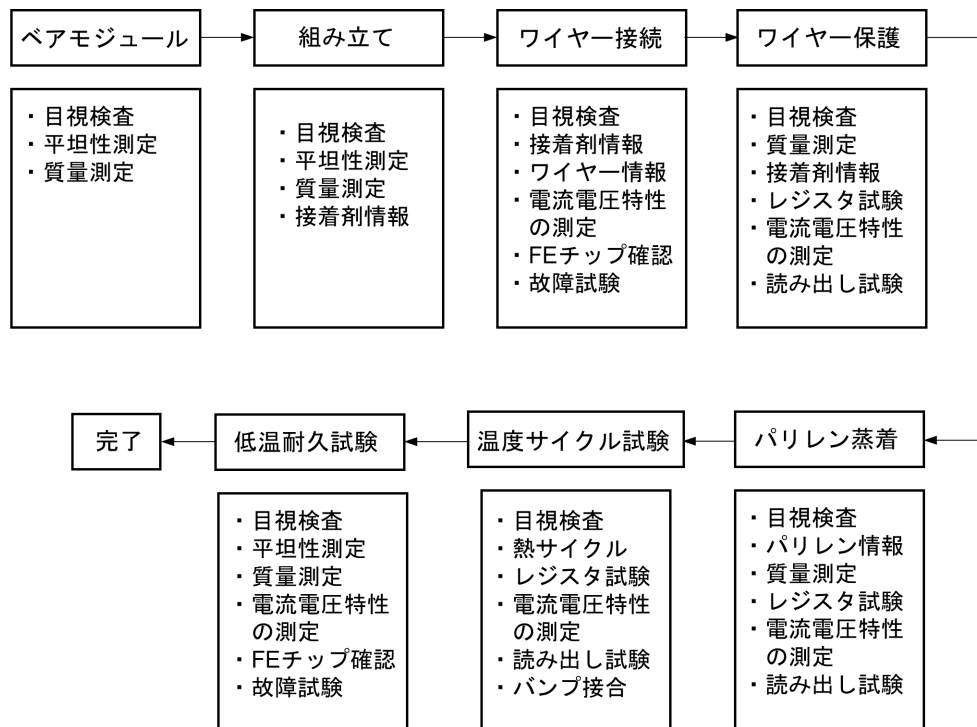 ベアモジュール
組み立て
ワイヤー接続
ワイヤー保護
・目視検査
・平坦性測定
・質量測定
・目視検査
・平坦性測定
・質量測定
・接着剤情報
・目視検査
・接着剤情報
・ワイヤー情報
・電流電圧特性
の測定
・FEチップ確認
・故障試験
・目視検査
・質量測定
・接着剤情報
・レジスタ試験
・電流電圧特性
の測定
・読み出し試験
パリレン蒸着
温度サイクル試験
低温耐久試験
完了
・目視検査
・パリレン情報
・質量測定
・レジスタ試験
・電流電圧特性
の測定
・読み出し試験
・目視検査
・熱サイクル
・レジスタ試験
・電流電圧特性
の測定
・読み出し試験
・バンプ接合
・目視検査
・平坦性測定
・質量測定
・電流電圧特性
の測定
・FEチップ確認
・故障試験